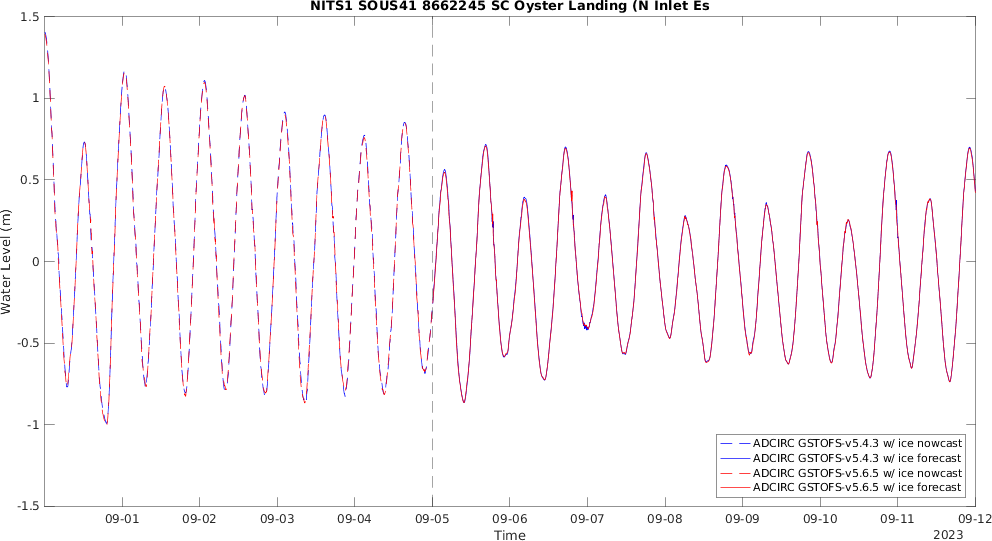 NITS1 SOUS41 8662245 SC Oyster Landing (N Inlet Es
1.5
1
0.5
0
-0.5
-1
-1.5
Water Level (m)
09-01 09-02 09-03 09-04 09-05 09-06 09-07 09-08 09-09 09-10 09-11 09-12
Time
2023
ADCIRC GSTOFS-v5.4.3 w/ ice nowcast
ADCIRC GSTOFS-v5.4.3 w/ ice forecast
ADCIRC GSTOFS-v5.6.5 w/ ice nowcast
ADCIRC GSTOFS-v5.6.5 w/ ice forecast